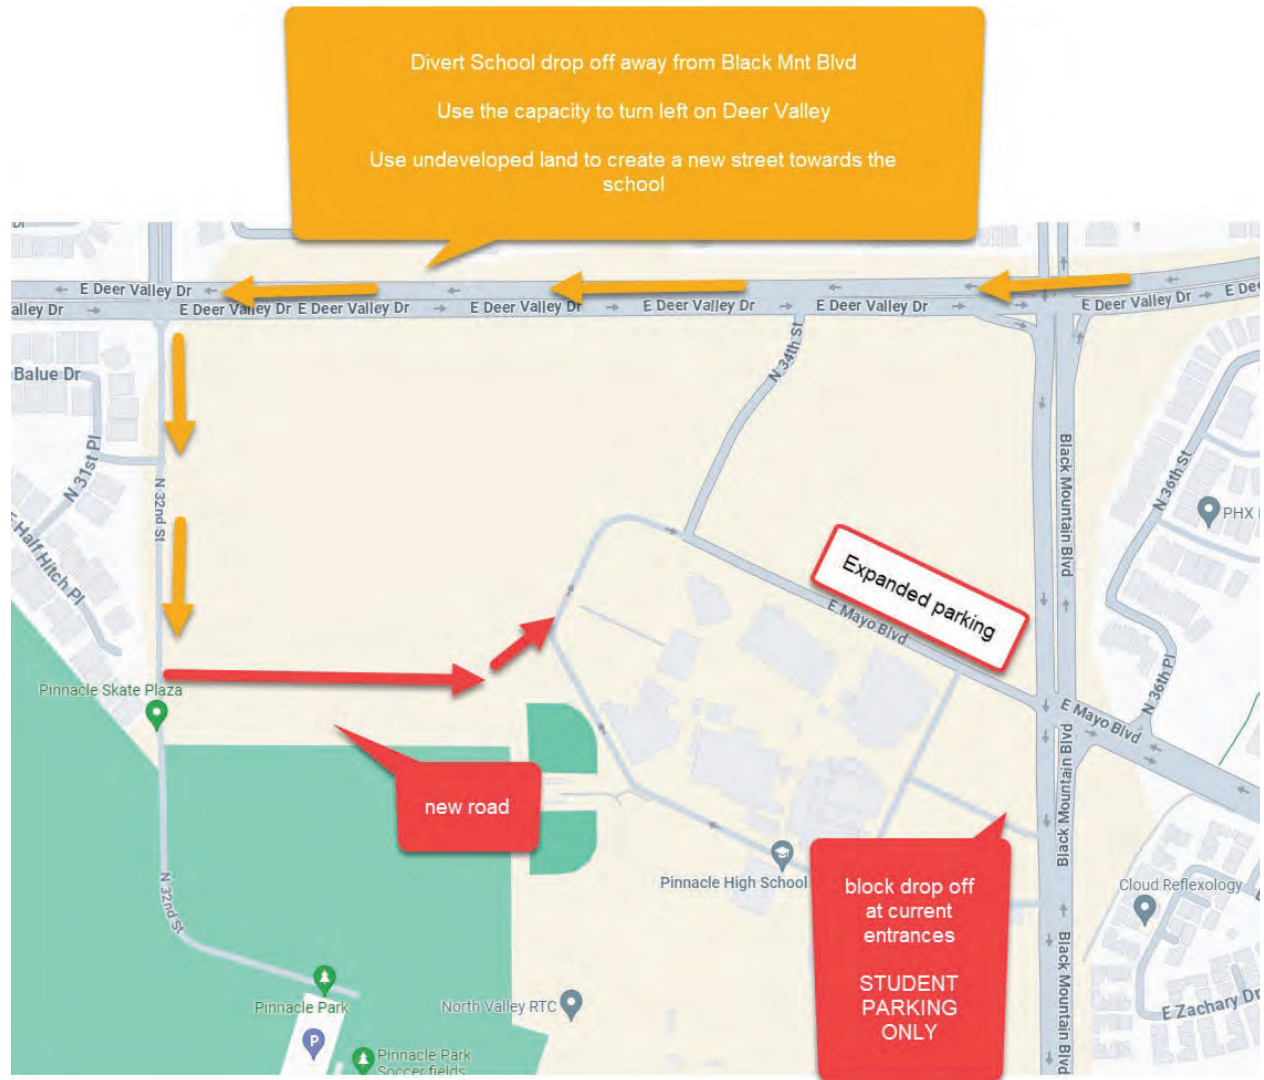 Divert School drop off away from Black Mnt Blvd
Use the capacity to turn left on Deer Valley
Use undeveloped land to create a new street towards the
school
E Deer Valley Dr
alley Dr
E Deer Valley Dr
E Deer Valley Dr
E Deer Valley Dr
E Deer Valley Dr
E Deer Valley Dr
E Deer Valley Dr
Balue Dr
N 31st Pl
N 32nd St
E Half Hitch Pl
N 34th St
Black Mountain Blvd
N 36th St
PHX
Expanded parking
E Mayo Blvd
N 36th Pl
E Mayo Blvd
Pinnacle Skate Plaza
new road
Black Mountain Blvd
Pinnacle High School
block drop off
at current
entrances
STUDENT
PARKING
ONLY
Cloud Reflexology
N 32nd St
Pinnacle Park
North Valley RTC
Black Mountain Blvd
E Zachary Dr
P
Pinnacle Park
Soccer fields